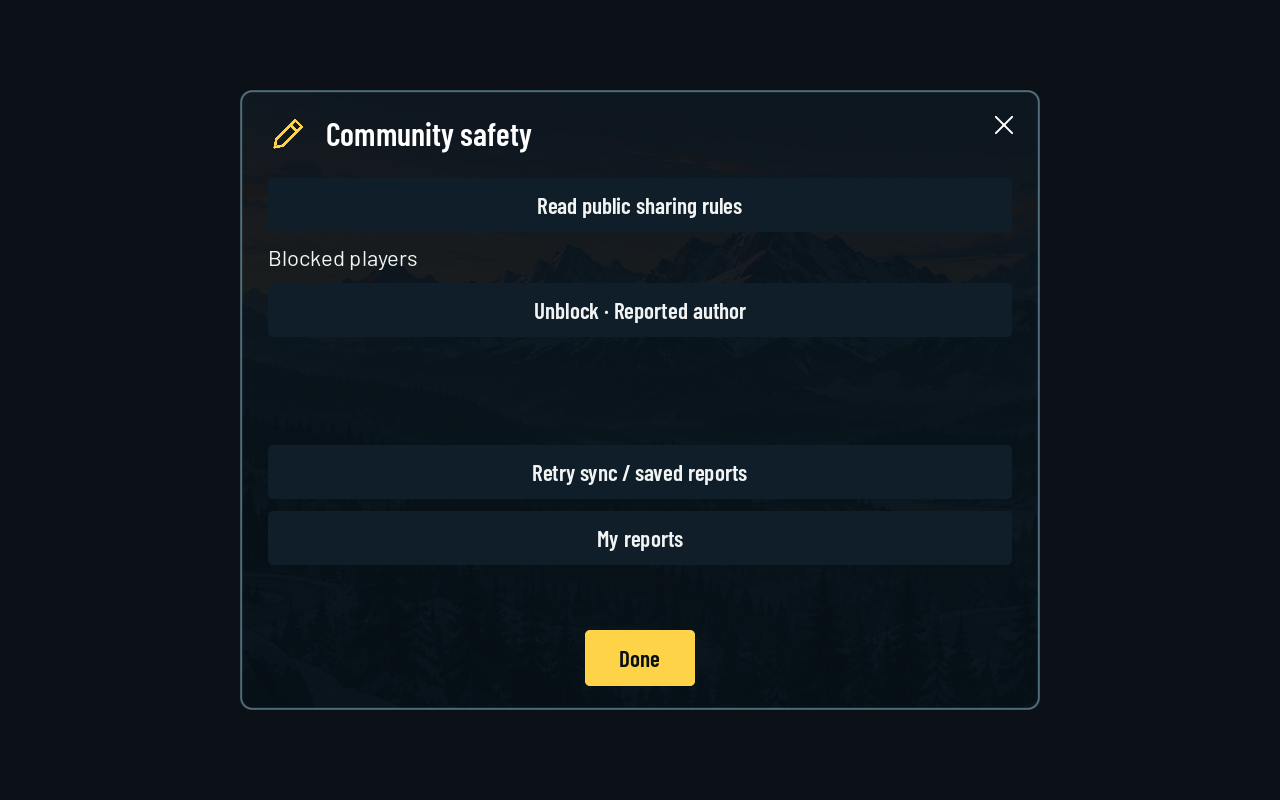 Community safety
Read public sharing rules
Blocked players
Unblock · Reported author
Retry sync / saved reports
My reports
Done